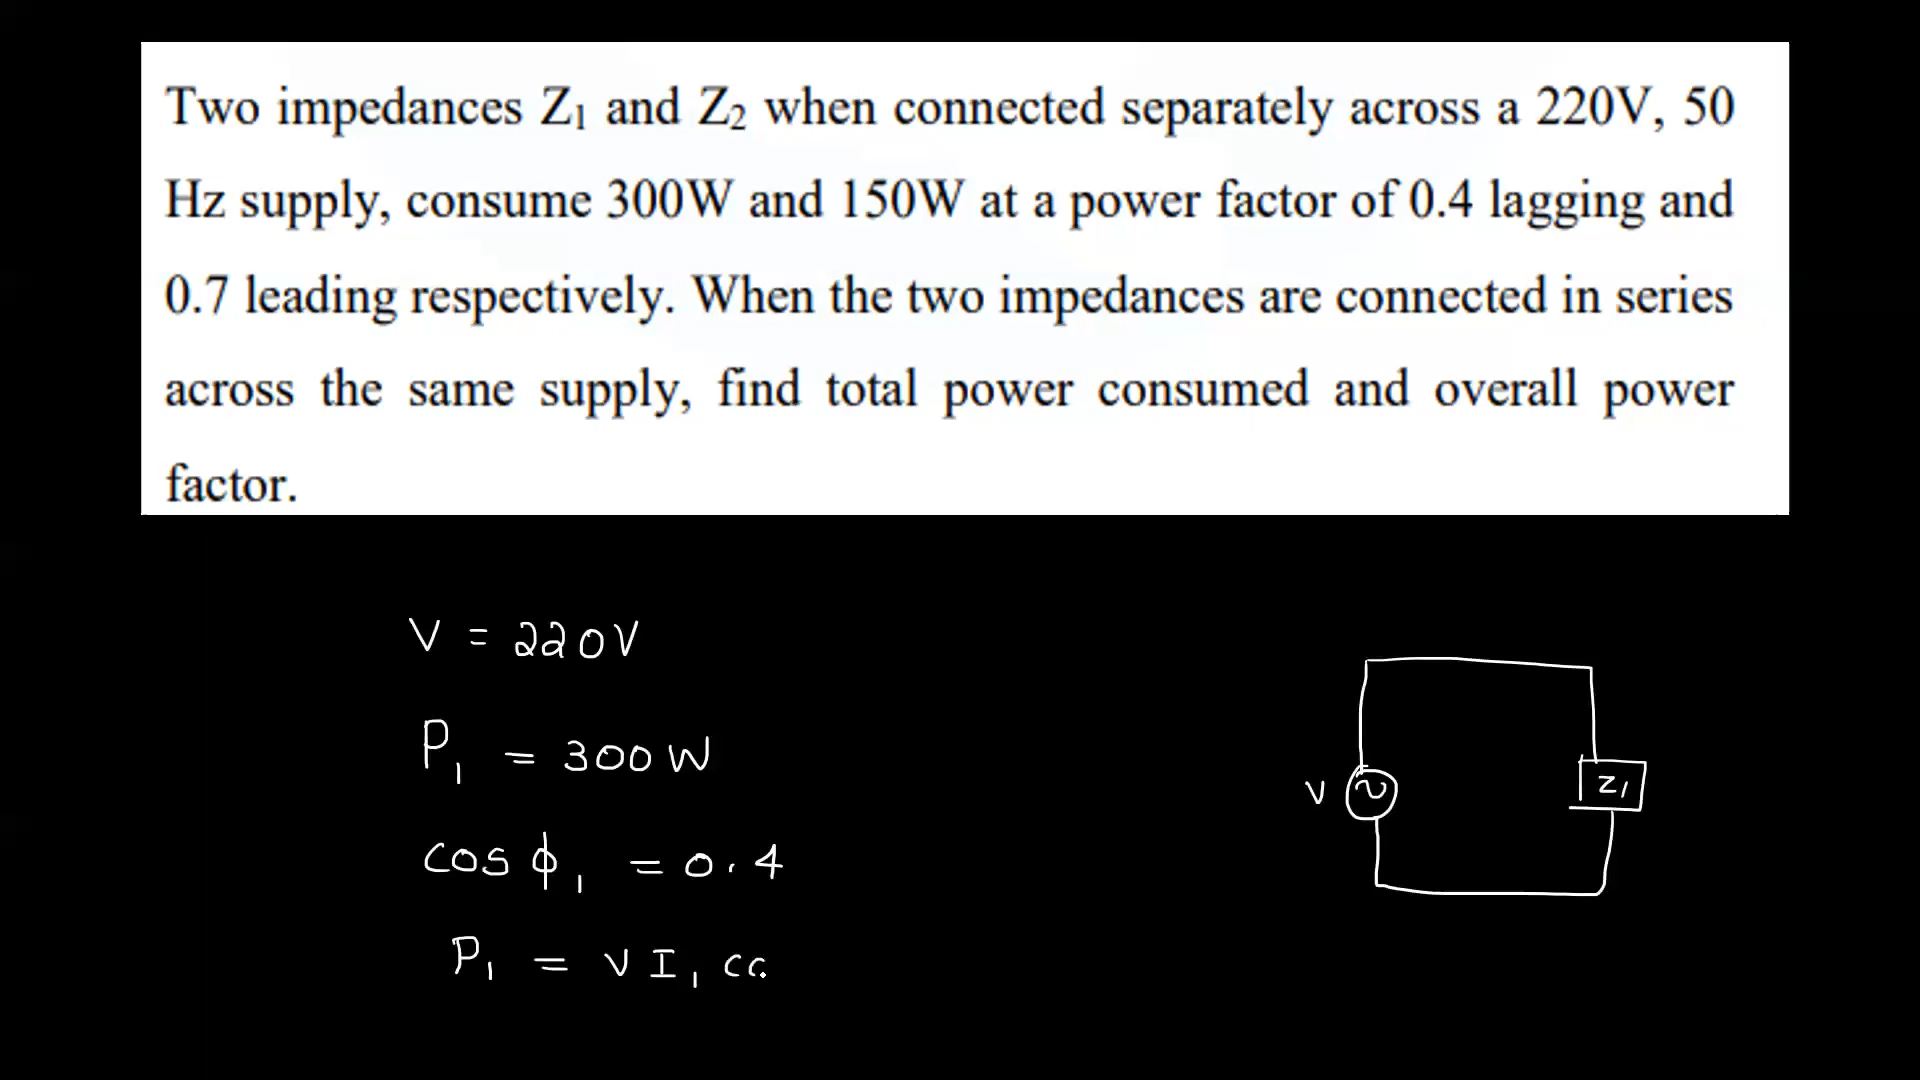 Two impedances Z₁ and Z₂ when connected separately across a 220V, 50
Hz supply, consume 300W and 150W at a power factor of 0.4 lagging and
0.7 leading respectively. When the two impedances are connected in series
across the same supply, find total power consumed and overall power
factor.
V = 220V
P₁ = 300 W
cos ϕ₁ = 0.4
P₁ = V I₁ co
V
Z₁